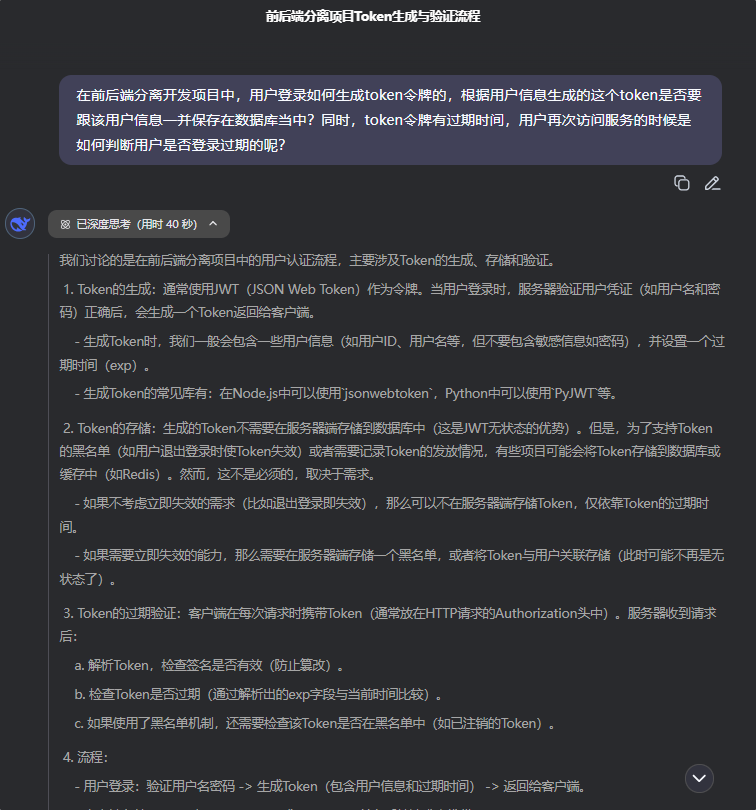 前后端分离项目Token生成与验证流程
在前后端分离开发项目中，用户登录如何生成token令牌的，根据用户信息生成的这个token是否要
跟该用户信息一并保存在数据库当中？同时，token令牌有过期时间，用户再次访问服务的时候是
如何判断用户是否登录过期的呢？
已深度思考（用时 40 秒）
我们讨论的是在前后端分离项目中的用户认证流程，主要涉及Token的生成、存储和验证。
1. Token的生成：通常使用JWT（JSON Web Token）作为令牌。当用户登录时，服务器验证用户凭证（如用户名和密
码）正确后，会生成一个Token返回给客户端。
- 生成Token时，我们一般会包含一些用户信息（如用户ID、用户名等，但不要包含敏感信息如密码），并设置一个过
期时间（exp）。
- 生成Token的常见库有：在Node.js中可以使用`jsonwebtoken`，Python中可以使用`PyJWT`等。
2. Token的存储：生成的Token不需要在服务器端存储到数据库中（这是JWT无状态的优势）。但是，为了支持Token
的黑名单（如用户退出登录时使Token失效）或者需要记录Token的发放情况，有些项目可能会将Token存储到数据库或
缓存中（如Redis）。然而，这不是必须的，取决于需求。
- 如果不考虑立即失效的需求（比如退出登录即失效），那么可以不在服务器端存储Token，仅依靠Token的过期时
间。
- 如果需要立即失效的能力，那么需要在服务器端存储一个黑名单，或者将Token与用户关联存储（此时可能不再是无
状态了）。
3. Token的过期验证：客户端在每次请求时携带Token（通常放在HTTP请求的Authorization头中）。服务器收到请求
后：
a. 解析Token，检查签名是否有效（防止篡改）。
b. 检查Token是否过期（通过解析出的exp字段与当前时间比较）。
c. 如果使用了黑名单机制，还需要检查该Token是否在黑名单中（如已注销的Token）。
4. 流程：
- 用户登录：验证用户名密码 -> 生成Token（包含用户信息和过期时间） -> 返回给客户端。